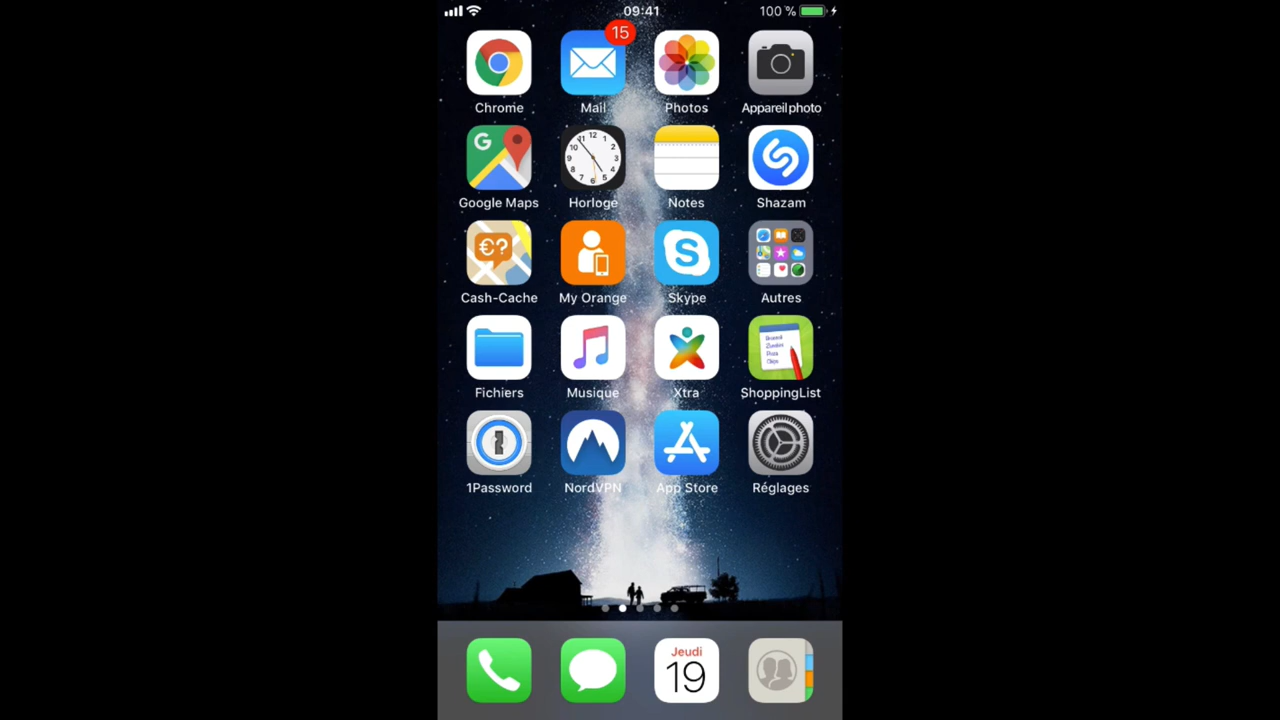 09:41
100 %
15
Chrome
Mail
Photos
Appareil photo
G
12
Google Maps
Horloge
Notes
Shazam
€?
S
Cash-Cache
My Orange
Skype
Autres
Fichiers
Musique
Xtra
ShoppingList
1Password
NordVPN
App Store
Réglages
Jeudi
19